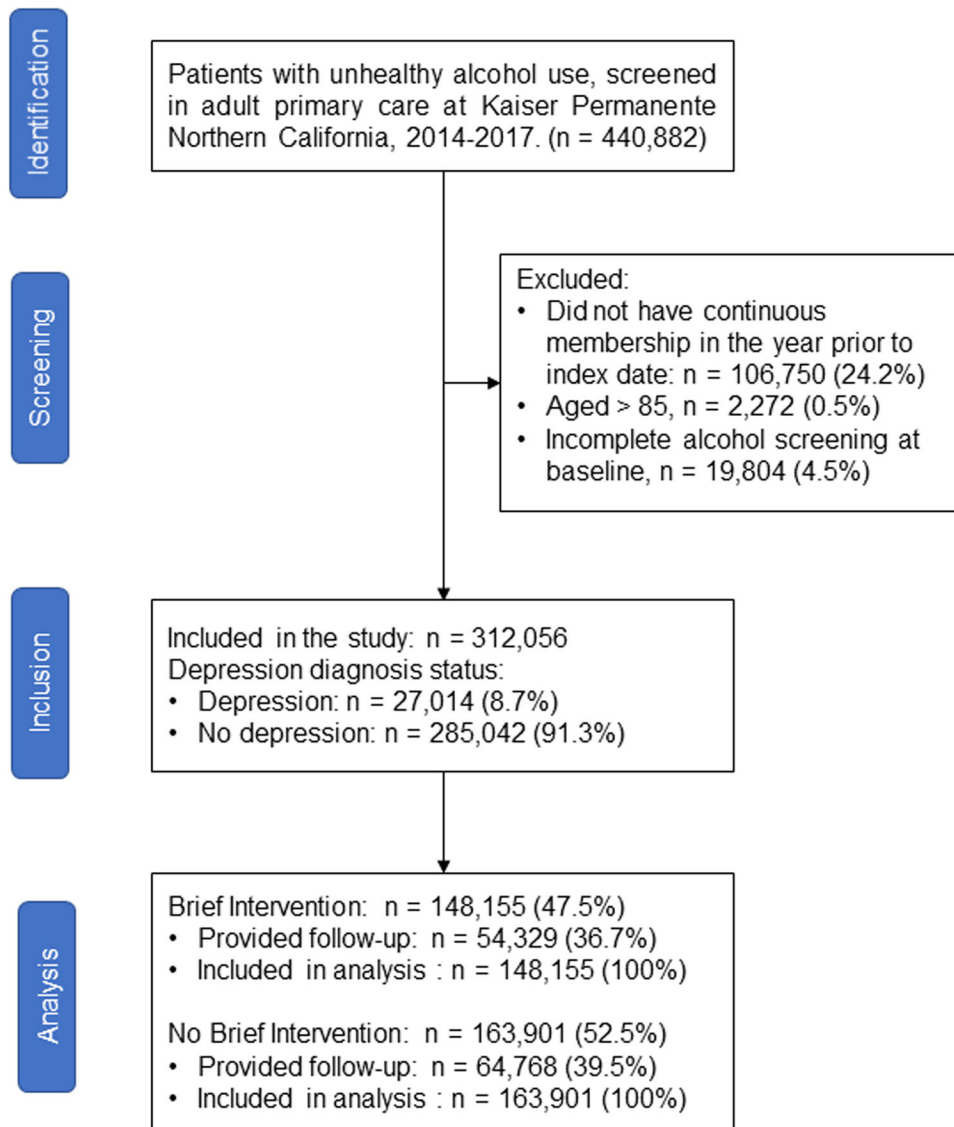 Identification
Patients with unhealthy alcohol use, screened
in adult primary care at Kaiser Permanente
Northern California, 2014-2017. (n = 440,882)
Screening
Excluded:
• Did not have continuous
membership in the year prior to
index date: n = 106,750 (24.2%)
• Aged > 85, n = 2,272 (0.5%)
• Incomplete alcohol screening at
baseline, n = 19,804 (4.5%)
Inclusion
Included in the study: n = 312,056
Depression diagnosis status:
• Depression: n = 27,014 (8.7%)
• No depression: n = 285,042 (91.3%)
Analysis
Brief Intervention: n = 148,155 (47.5%)
• Provided follow-up: n = 54,329 (36.7%)
• Included in analysis : n = 148,155 (100%)
No Brief Intervention: n = 163,901 (52.5%)
• Provided follow-up: n = 64,768 (39.5%)
• Included in analysis : n = 163,901 (100%)